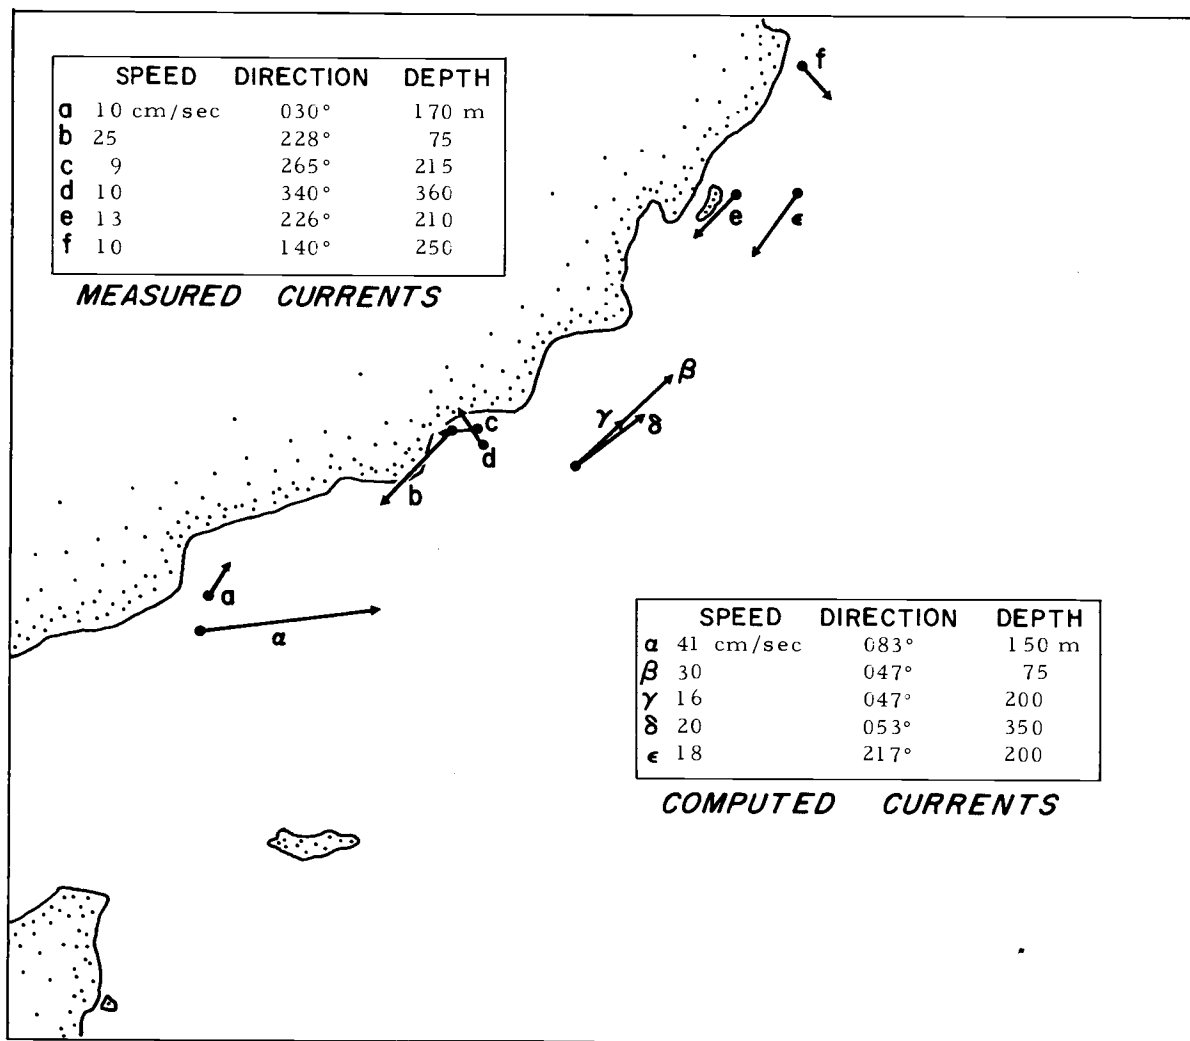 SPEED DIRECTION DEPTH
a 10 cm/sec 030° 170 m
b 25 228° 75
c 9 265° 215
d 10 340° 360
e 13 226° 210
f 10 140° 250
MEASURED CURRENTS
f
e
ϵ
β
γ
δ
c
d
b
a
α
SPEED DIRECTION DEPTH
α 41 cm/sec 083° 150 m
β 30 047° 75
γ 16 047° 200
δ 20 053° 350
ϵ 18 217° 200
COMPUTED CURRENTS